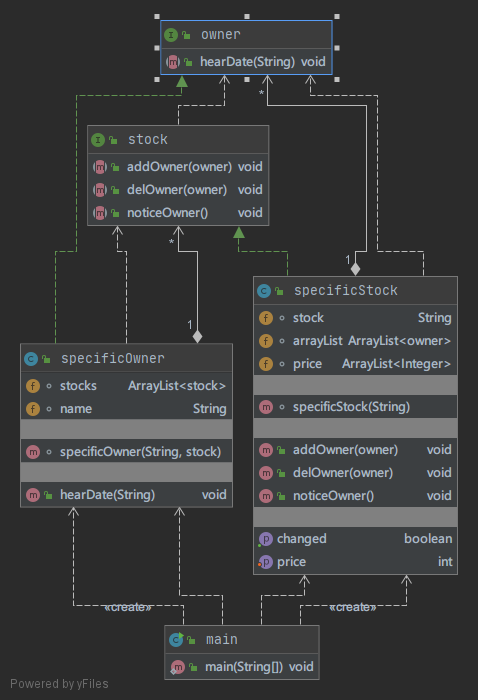 owner
hearDate(String) void
*
stock
addOwner(owner) void
delOwner(owner) void
noticeOwner() void
*
1
1
specificStock
stock String
arrayList ArrayList<owner>
price ArrayList<Integer>
specificStock(String)
addOwner(owner) void
delOwner(owner) void
noticeOwner() void
changed boolean
price int
specificOwner
stocks ArrayList<stock>
name String
specificOwner(String, stock)
hearDate(String) void
«create»
«create»
main
main(String[]) void
Powered by yFiles